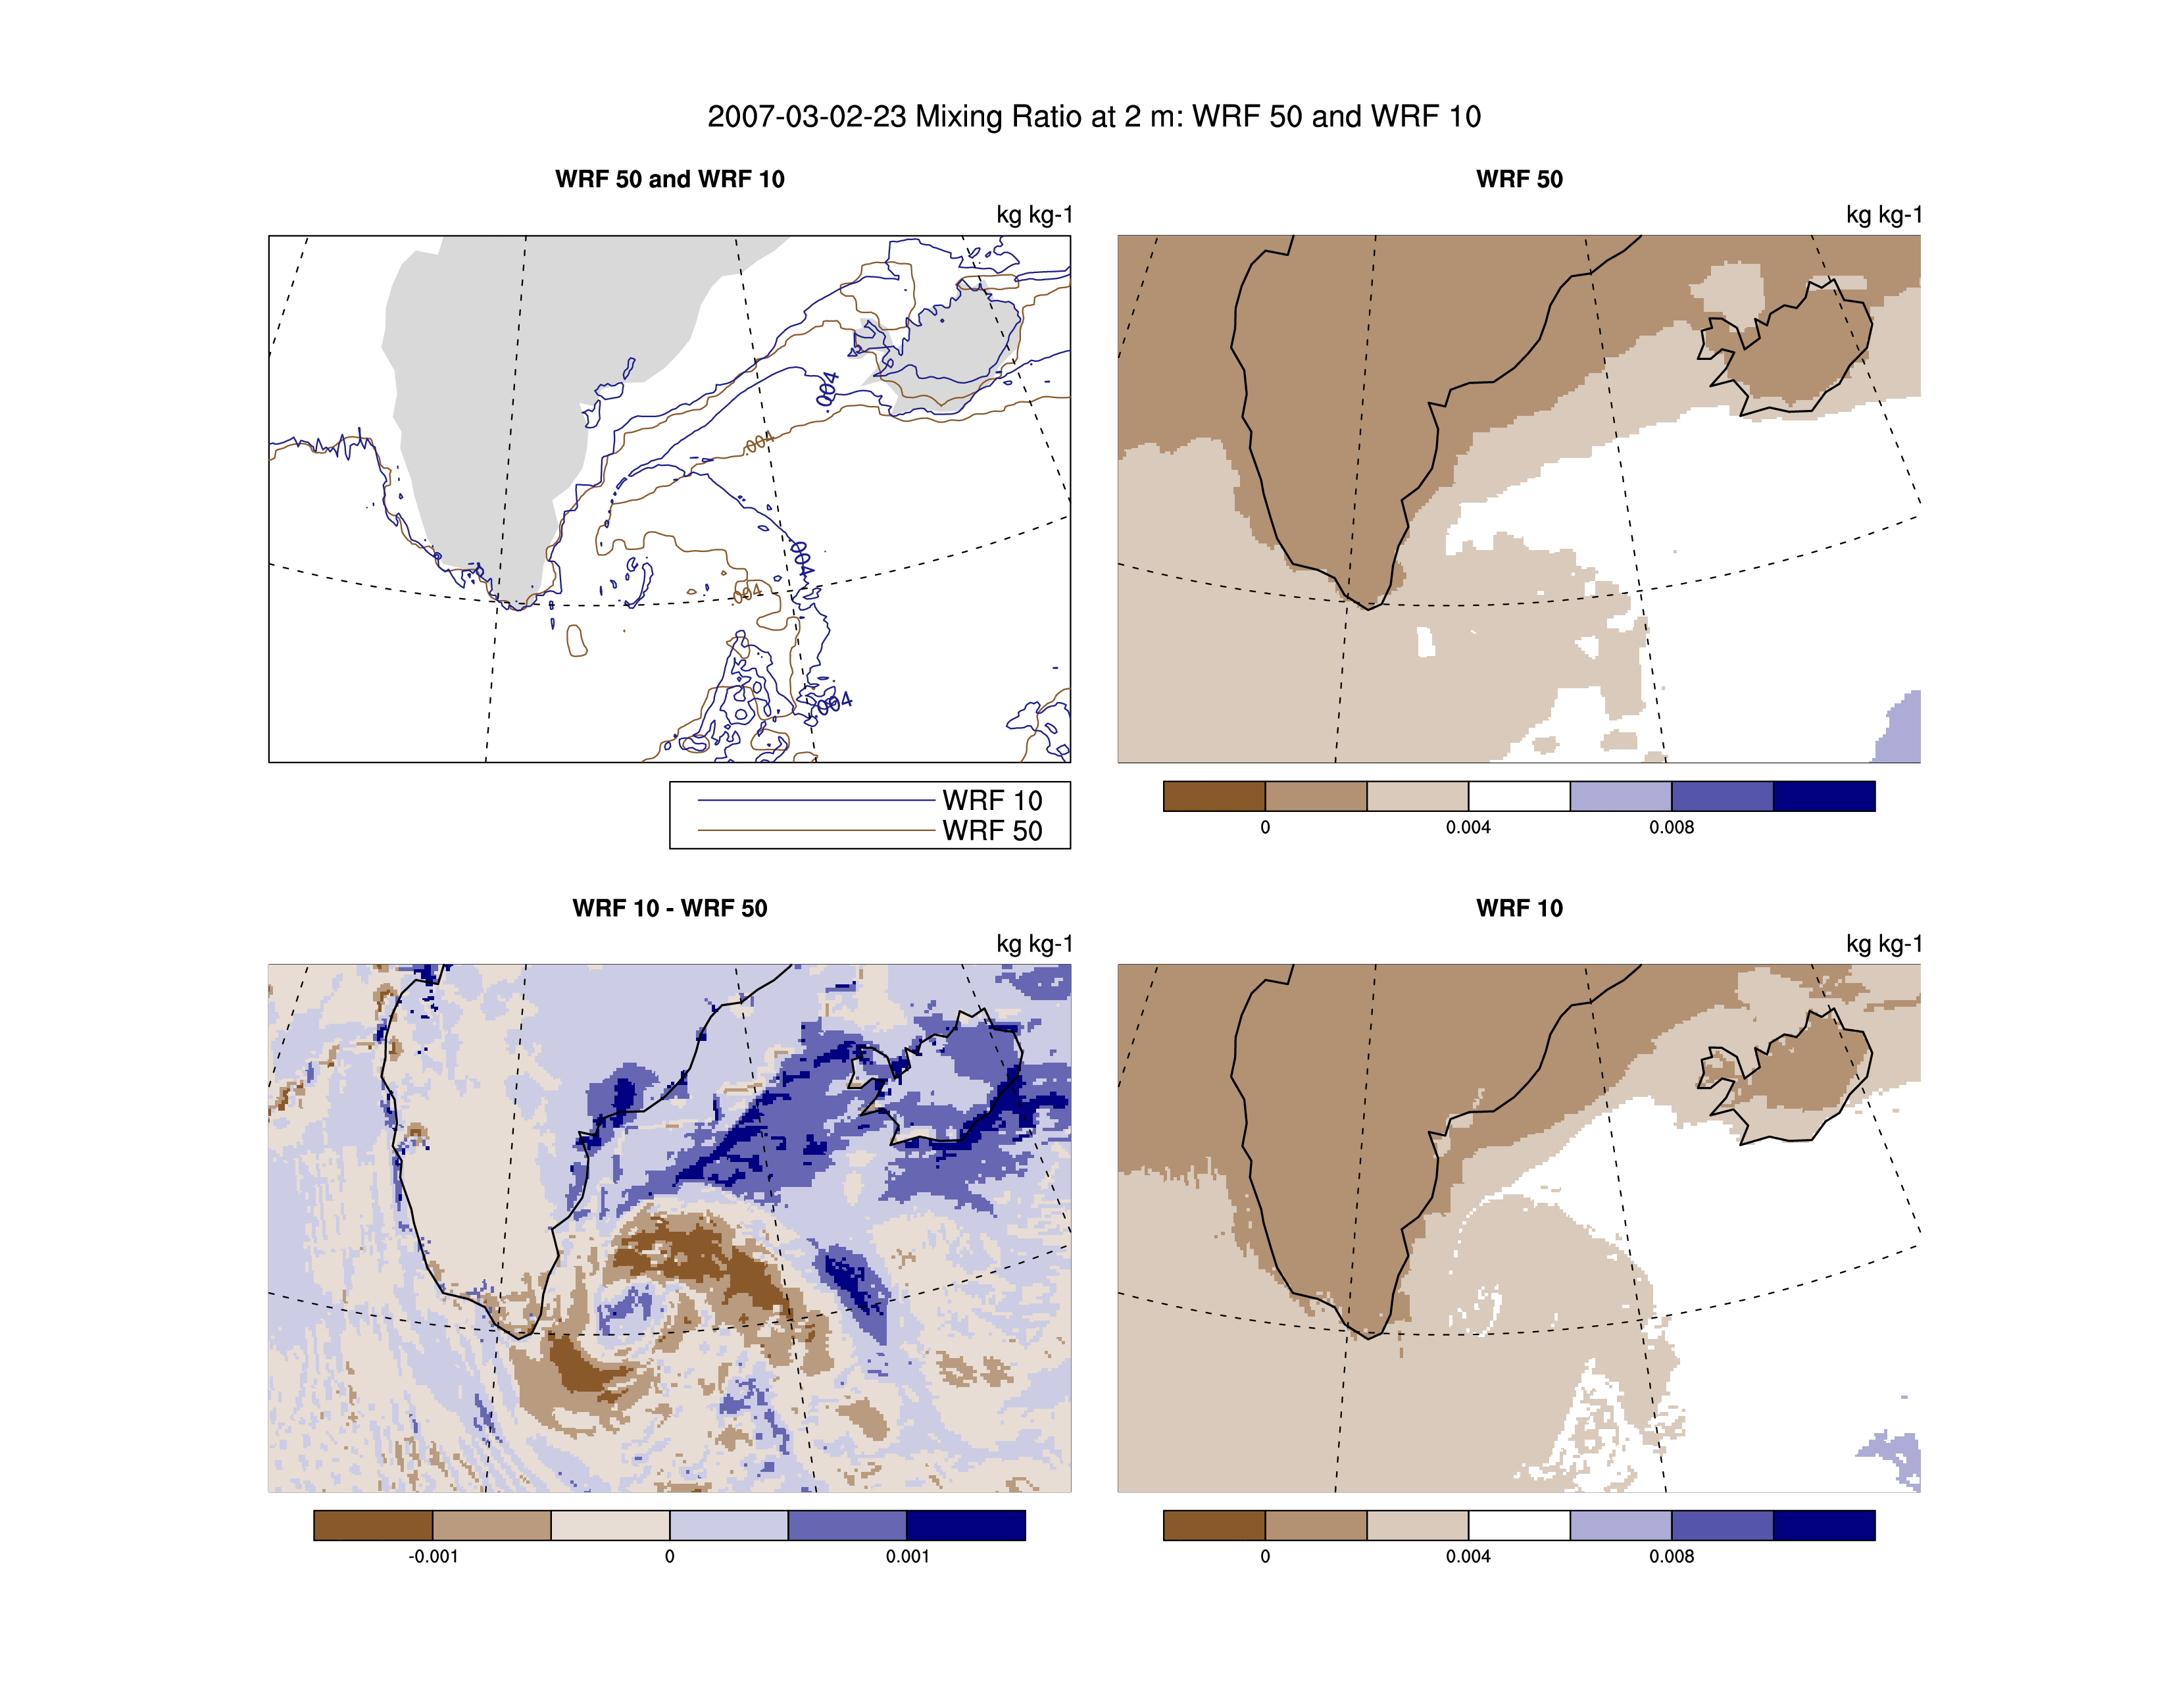 2007-03-02-23 Mixing Ratio at 2 m: WRF 50 and WRF 10
WRF 50 and WRF 10
kg kg-1
.004
.004
.004
.004
.004
WRF 10
WRF 50
WRF 50
kg kg-1
0 0.004 0.008
WRF 10 - WRF 50
kg kg-1
-0.001 0 0.001
WRF 10
kg kg-1
0 0.004 0.008